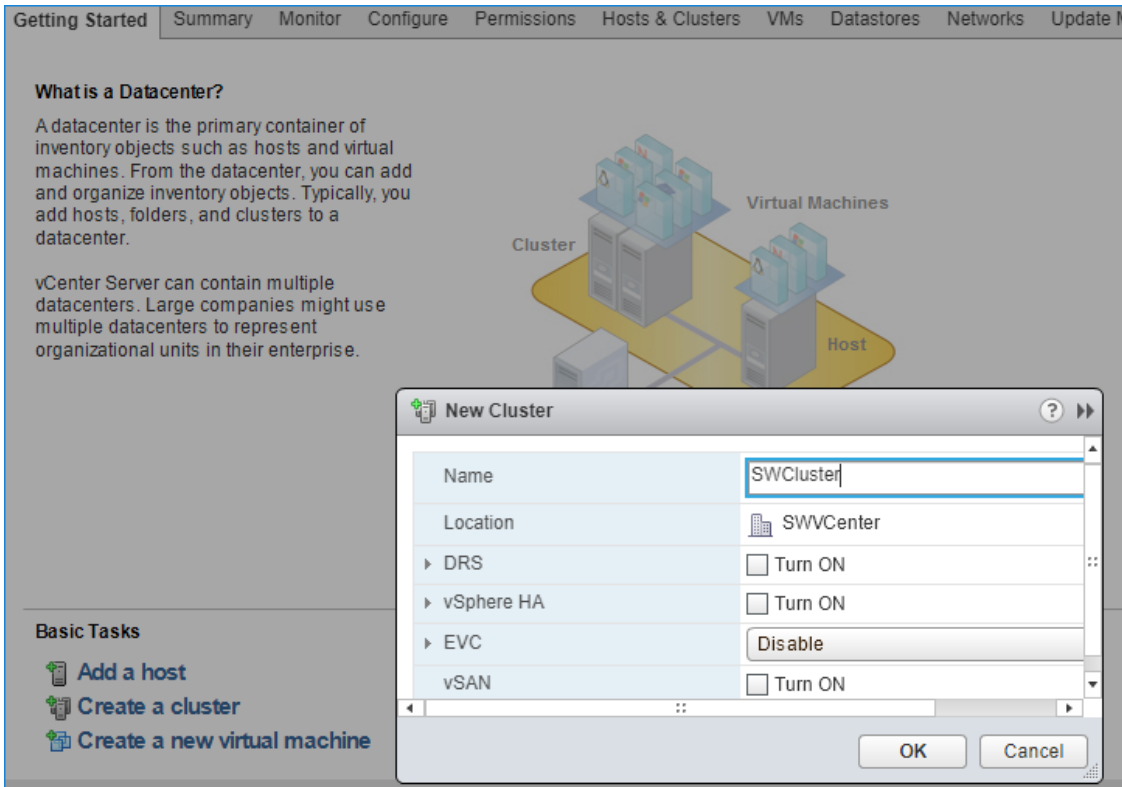 Getting Started Summary Monitor Configure Permissions Hosts & Clusters VMs Datastores Networks Update
What is a Datacenter?
A datacenter is the primary container of
inventory objects such as hosts and virtual
machines. From the datacenter, you can add
and organize inventory objects. Typically, you
add hosts, folders, and clusters to a
datacenter.
vCenter Server can contain multiple
datacenters. Large companies might use
multiple datacenters to represent
organizational units in their enterprise.
Virtual Machines
Cluster
Host
New Cluster
Name SWCluster
Location SWVCenter
DRS Turn ON
vSphere HA Turn ON
EVC Disable
vSAN Turn ON
OK Cancel
Basic Tasks
Add a host
Create a cluster
Create a new virtual machine